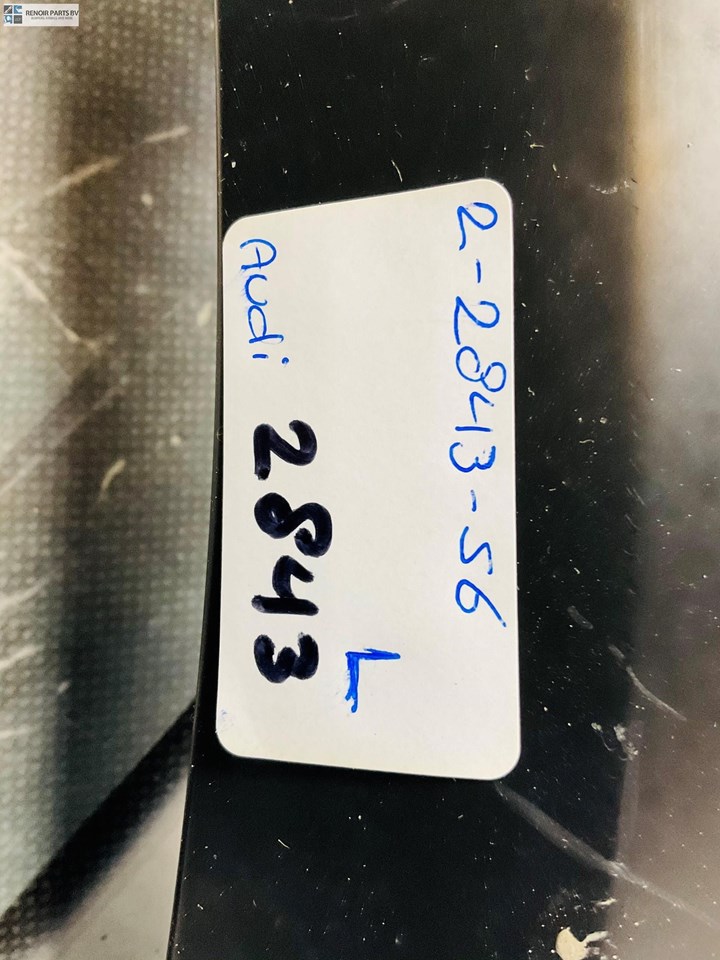 RENOIR PARTS BV
2-2843-56
L
Audi 2843